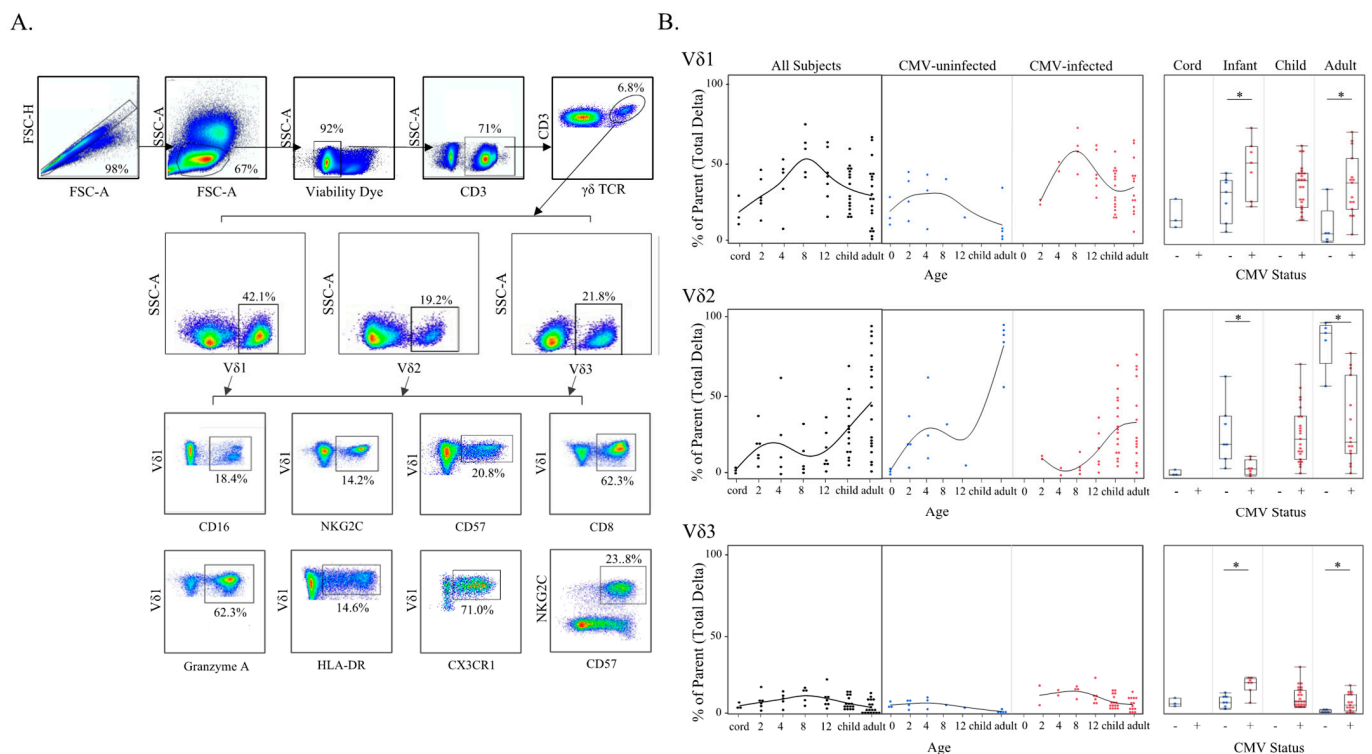 A.
FSC-H
98%
FSC-A
SSC-A
67%
FSC-A
SSC-A
92%
Viability Dye
SSC-A
71%
CD3
CD3
6.8%
γδ TCR
SSC-A
42.1%
Vδ1
SSC-A
19.2%
Vδ2
SSC-A
21.8%
Vδ3
Vδ1
18.4%
CD16
Vδ1
14.2%
NKG2C
Vδ1
20.8%
CD57
Vδ1
62.3%
CD8
Vδ1
62.3%
Granzyme A
Vδ1
14.6%
HLA-DR
Vδ1
71.0%
CX3CR1
NKG2C
23..8%
CD57
B.
Vδ1
All Subjects CMV-uninfected CMV-infected
% of Parent (Total Delta)
100
50
0
cord 2 4 8 12 child adult
0 2 4 8 12 child adult
0 2 4 8 12 child adult
Age
Cord Infant Child Adult
* *
- + - + - + - +
CMV Status
Vδ2
% of Parent (Total Delta)
100
50
0
cord 2 4 8 12 child adult
0 2 4 8 12 child adult
0 2 4 8 12 child adult
Age
* *
- + - + - + - +
CMV Status
Vδ3
% of Parent (Total Delta)
100
50
0
cord 2 4 8 12 child adult
0 2 4 8 12 child adult
0 2 4 8 12 child adult
Age
* *
- + - + - + - +
CMV Status